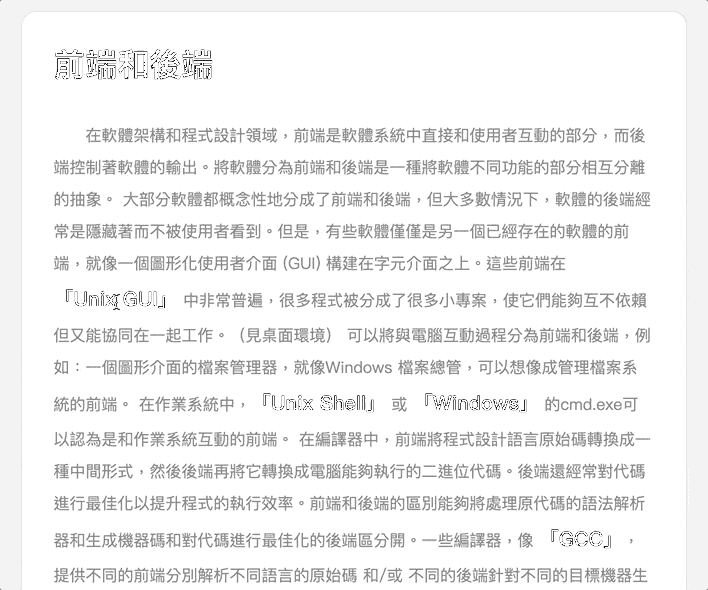 前端和後端
在軟體架構和程式設計領域，前端是軟體系統中直接和使用者互動的部分，而後
端控制著軟體的輸出。將軟體分為前端和後端是一種將軟體不同功能的部分相互分離
的抽象。 大部分軟體都概念性地分成了前端和後端，但大多數情況下，軟體的後端經
常是隱藏著而不被使用者看到。但是，有些軟體僅僅是另一個已經存在的軟體的前
端，就像一個圖形化使用者介面 (GUI) 構建在字元介面之上。這些前端在
「Unix GUI」 中非常普遍，很多程式被分成了很多小專案，使它們能夠互不依賴
但又能協同在一起工作。（見桌面環境） 可以將與電腦互動過程分為前端和後端，例
如：一個圖形介面的檔案管理器，就像Windows 檔案總管，可以想像成管理檔案系
統的前端。 在作業系統中，「Unix Shell」 或 「Windows」 的cmd.exe可
以認為是和作業系統互動的前端。 在編譯器中，前端將程式設計語言原始碼轉換成一
種中間形式，然後後端再將它轉換成電腦能夠執行的二進位代碼。後端還經常對代碼
進行最佳化以提升程式的執行效率。前端和後端的區別能夠將處理原代碼的語法解析
器和生成機器碼和對代碼進行最佳化的後端區分開。一些編譯器，像 「GCC」 ，
提供不同的前端分別解析不同語言的原始碼 和/或 不同的後端針對不同的目標機器生